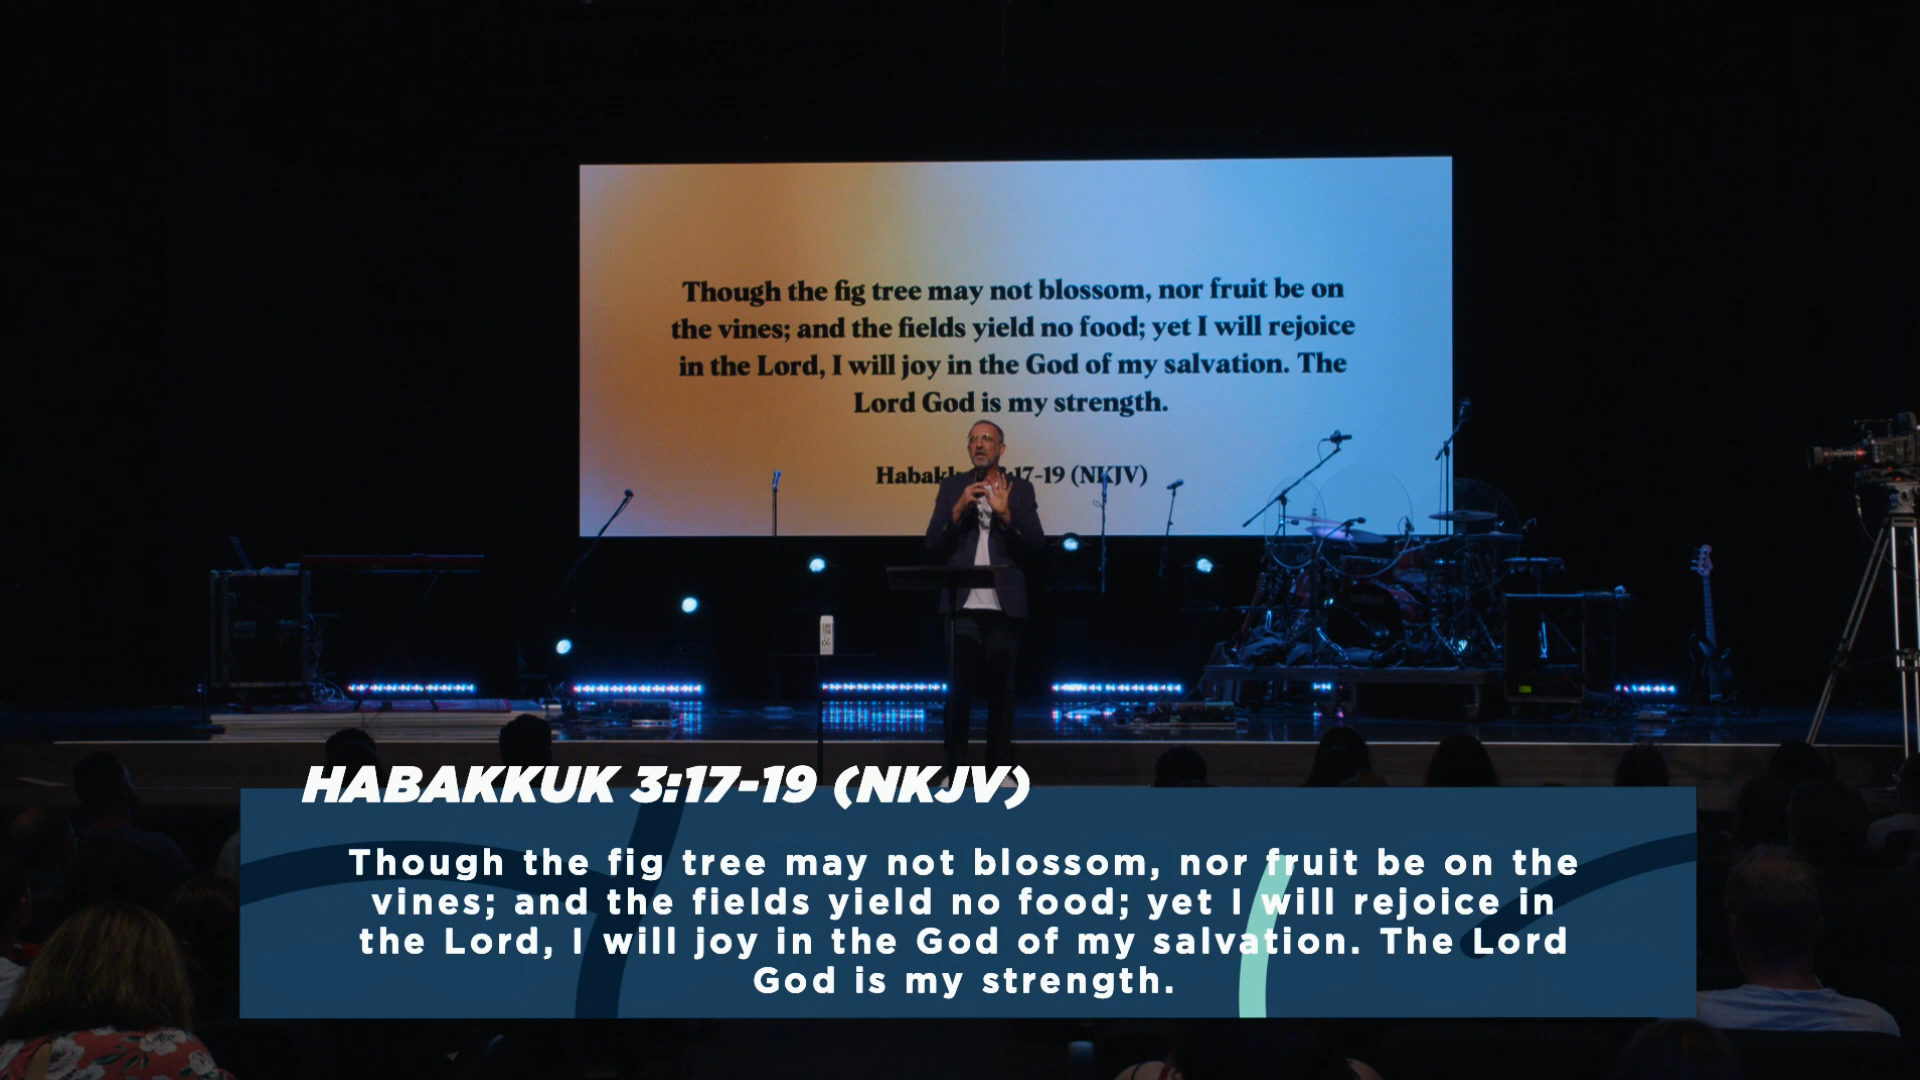 Though the fig tree may not blossom, nor fruit be on
the vines; and the fields yield no food; yet I will rejoice
in the Lord, I will joy in the God of my salvation. The
Lord God is my strength.
17-19 (NKJV)
HABAKKUK 3:17-19 (NKJV)
Though the fig tree may not blossom, nor fruit be on the
vines; and the fields yield no food; yet I will rejoice in
the Lord, I will joy in the God of my salvation. The Lord
God is my strength.